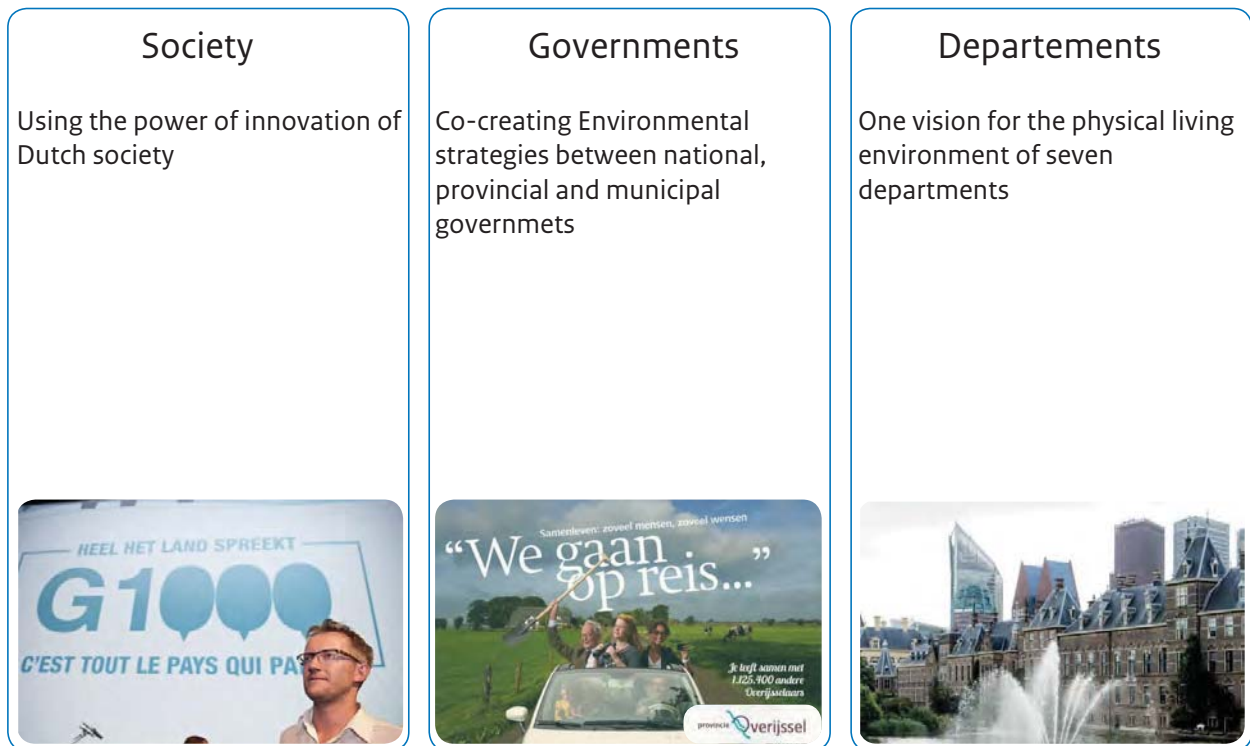 Society
Using the power of innovation of
Dutch society
HEEL HET LAND SPREEKT
G1000
C'EST TOUT LE PAYS QUI PA
Governments
Co-creating Environmental
strategies between national,
provincial and municipal
governmets
Samenleven: zoveel mensen, zoveel wensen
“We gaan
op reis...”
Je leeft samen met
1.125.400 andere
Overijsselaars
provincie Overijssel
Departements
One vision for the physical living
environment of seven
departments